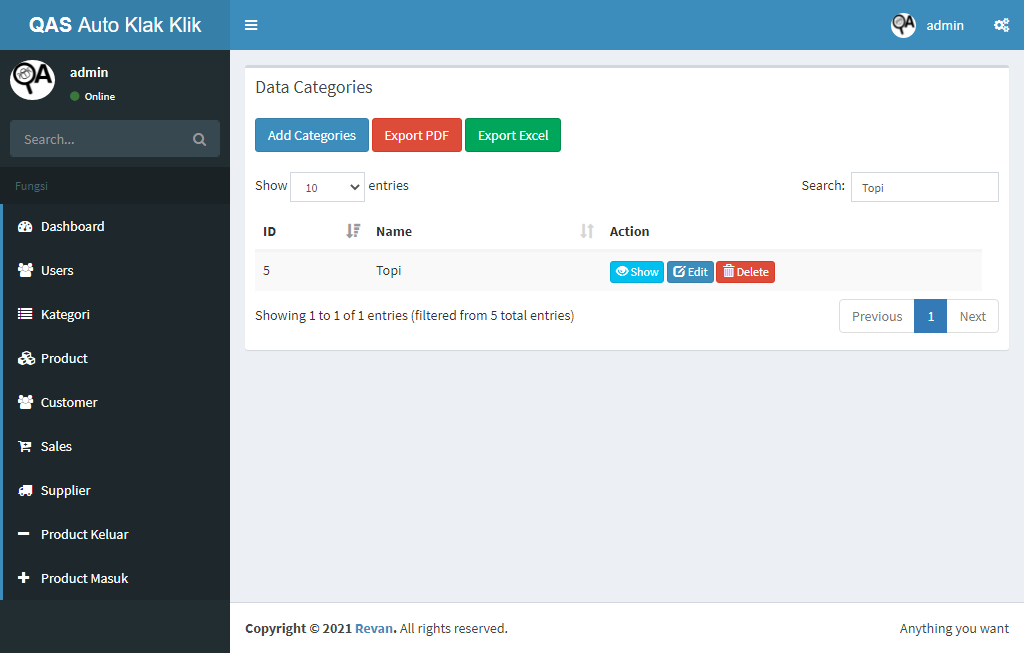 QAS Auto Klak Klik
admin
admin
Online
Search...
Fungsi
Dashboard
Users
Kategori
Product
Customer
Sales
Supplier
Product Keluar
Product Masuk
Data Categories
Add Categories Export PDF Export Excel
Show 10 entries Search: Topi
ID Name Action
5 Topi Show Edit Delete
Showing 1 to 1 of 1 entries (filtered from 5 total entries) Previous 1 Next
Copyright © 2021 Revan. All rights reserved. Anything you want